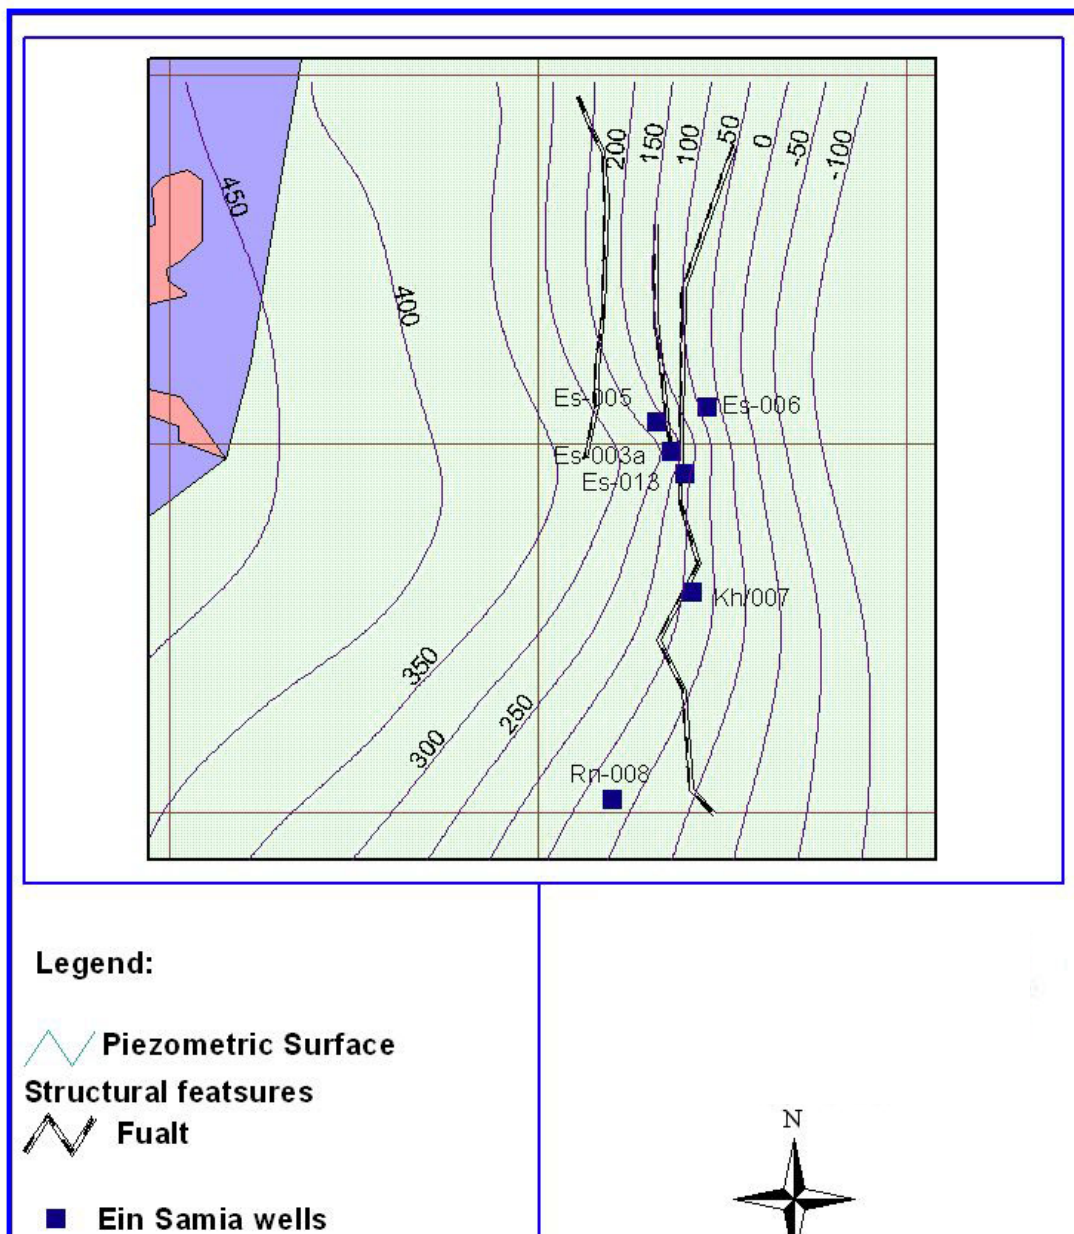 200
150
100
50
0
-50
-100
450
400
Es-005
Es-006
Es-003a
Es-013
Kh/007
350
250
300
Rn-008
Legend:
Piezometric Surface
Structural featsures
Fualt
N
Ein Samia wells